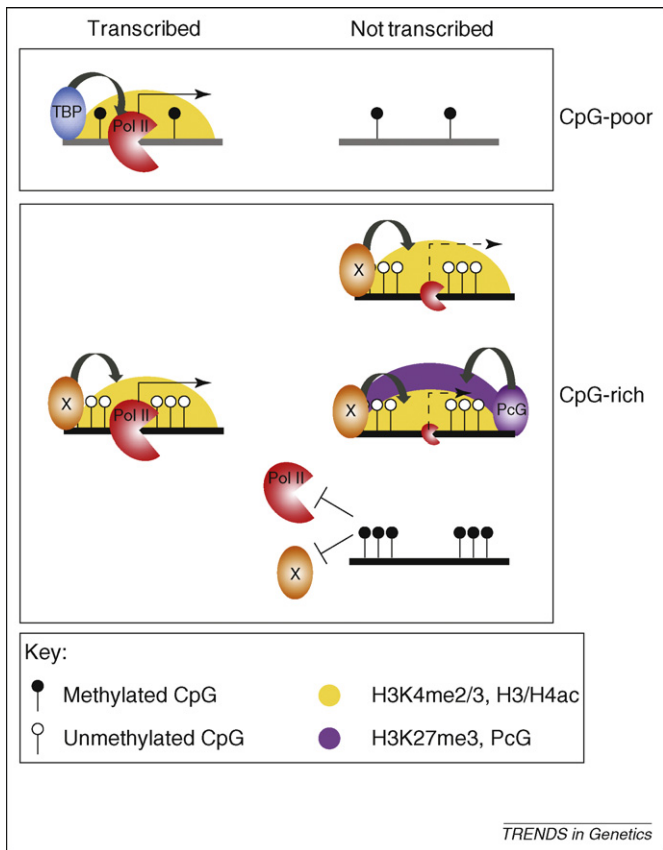 Transcribed Not transcribed
TBP
Pol II
CpG-poor
X
X
Pol II
X
PcG
CpG-rich
Pol II
X
Key:
Methylated CpG
H3K4me2/3, H3/H4ac
Unmethylated CpG
H3K27me3, PcG
TRENDS in Genetics